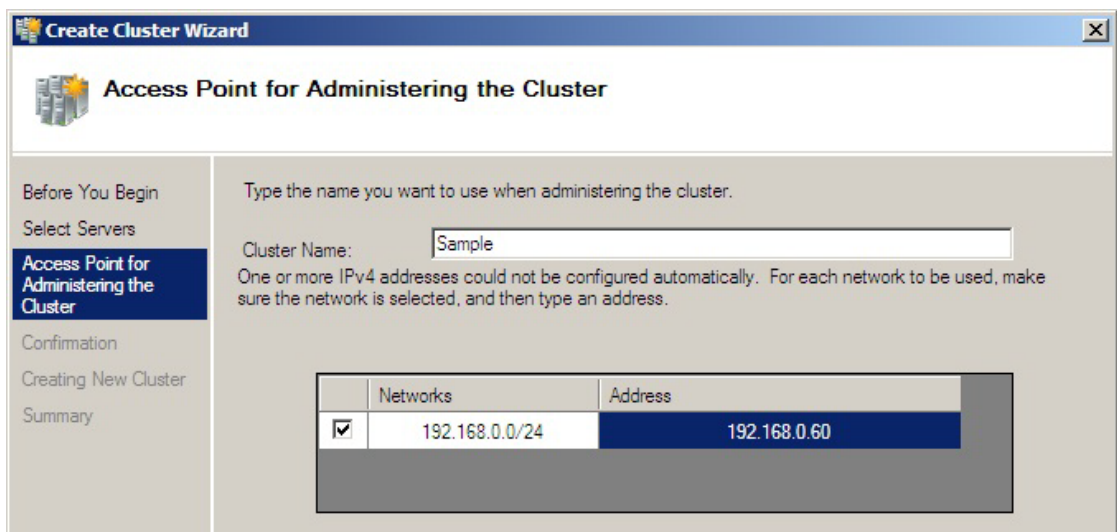 Create Cluster Wizard
Access Point for Administering the Cluster
Before You Begin
Select Servers
Access Point for
Administering the
Cluster
Confirmation
Creating New Cluster
Summary
Type the name you want to use when administering the cluster.
Cluster Name: Sample
One or more IPv4 addresses could not be configured automatically. For each network to be used, make
sure the network is selected, and then type an address.
Networks Address
192.168.0.0/24 192.168.0.60